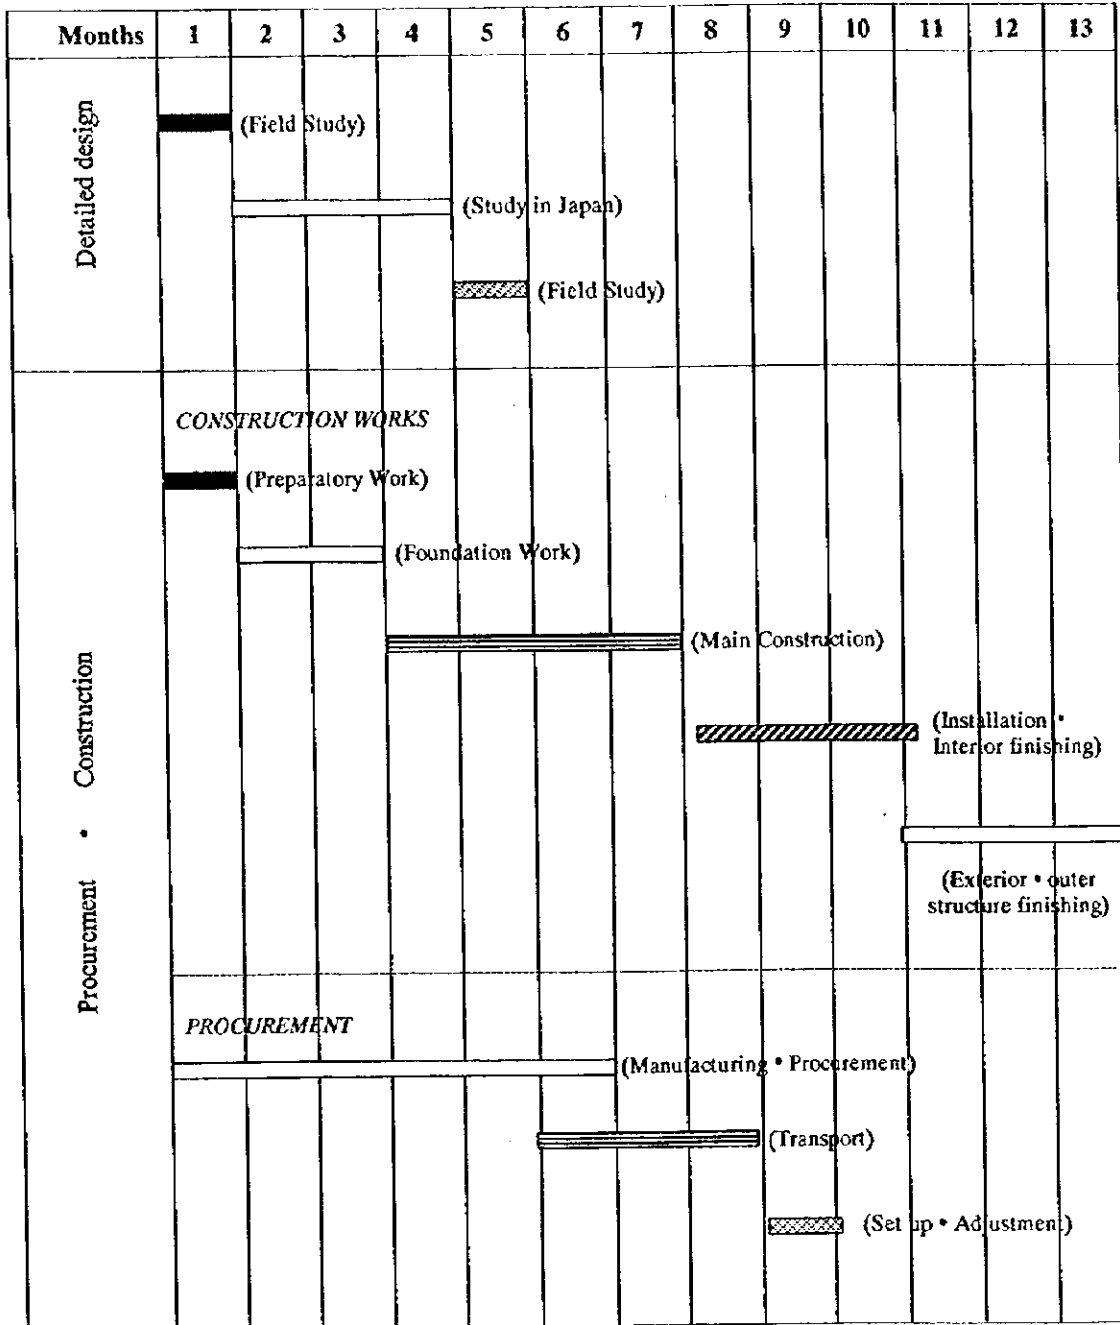 Months 1 2 3 4 5 6 7 8 9 10 11 12 13
Detailed design
(Field Study)
(Study in Japan)
(Field Study)
Procurement • Construction
CONSTRUCTION WORKS
(Preparatory Work)
(Foundation Work)
(Main Construction)
(Installation •
Interior finishing)
(Exterior • outer
structure finishing)
PROCUREMENT
(Manufacturing • Procurement)
(Transport)
(Set up • Adjustment)